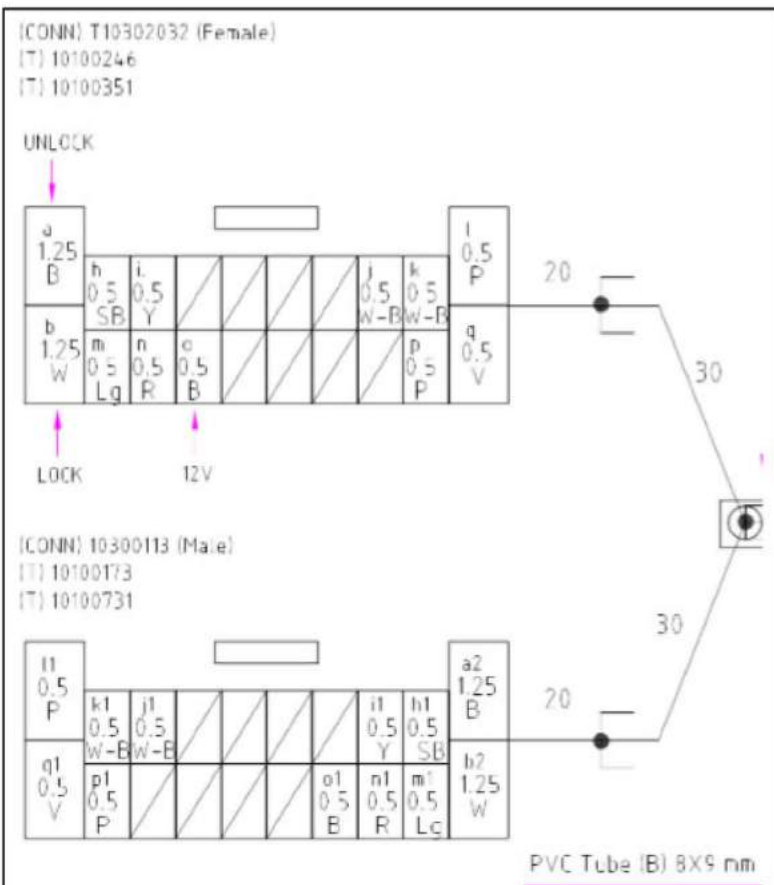 (CONN) T10302032 (Female)
(T) 10100246
(T) 10100351
UNLOCK
a
1.25
B
h
0.5
SB
i
0.5
Y
j
0.5
W-B
k
0.5
W-B
l
0.5
P
b
1.25
W
m
0.5
Lg
n
0.5
R
o
0.5
B
p
0.5
P
q
0.5
V
20
30
LOCK
12V
(CONN) 10300113 (Male)
(T) 10100173
(T) 10100731
l1
0.5
P
k1
0.5
W-B
j1
0.5
W-B
i1
0.5
Y
h1
0.5
SB
a2
1.25
B
q1
0.5
V
p1
0.5
P
o1
0.5
B
n1
0.5
R
m1
0.5
Lg
b2
1.25
W
20
30
PVC Tube (B) 8X9 mm